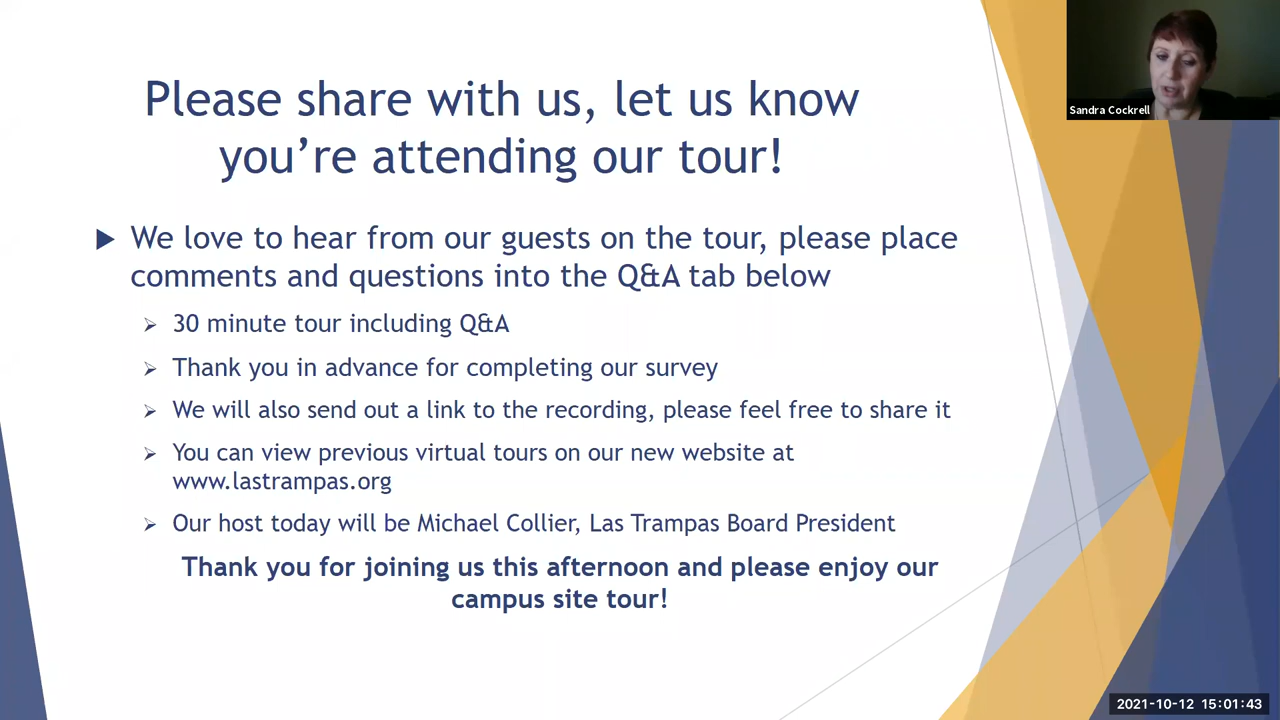 Please share with us, let us know
you’re attending our tour!
We love to hear from our guests on the tour, please place
comments and questions into the Q&A tab below
30 minute tour including Q&A
Thank you in advance for completing our survey
We will also send out a link to the recording, please feel free to share it
You can view previous virtual tours on our new website at
www.lastrampas.org
Our host today will be Michael Collier, Las Trampas Board President
Thank you for joining us this afternoon and please enjoy our
campus site tour!
Sandra Cockrell
2021-10-12 15:01:43